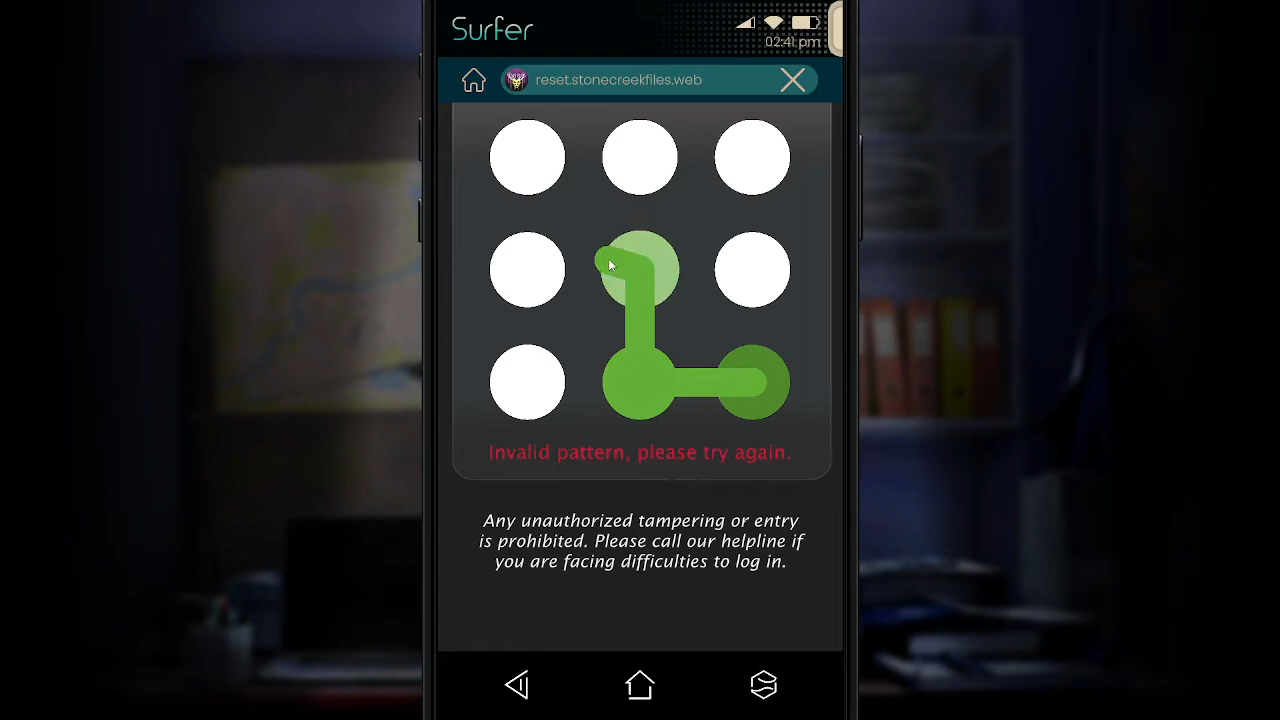 Surfer
02:41 pm
reset.stonecreekfiles.web
Invalid pattern, please try again.
Any unauthorized tampering or entry
is prohibited. Please call our helpline if
you are facing difficulties to log in.